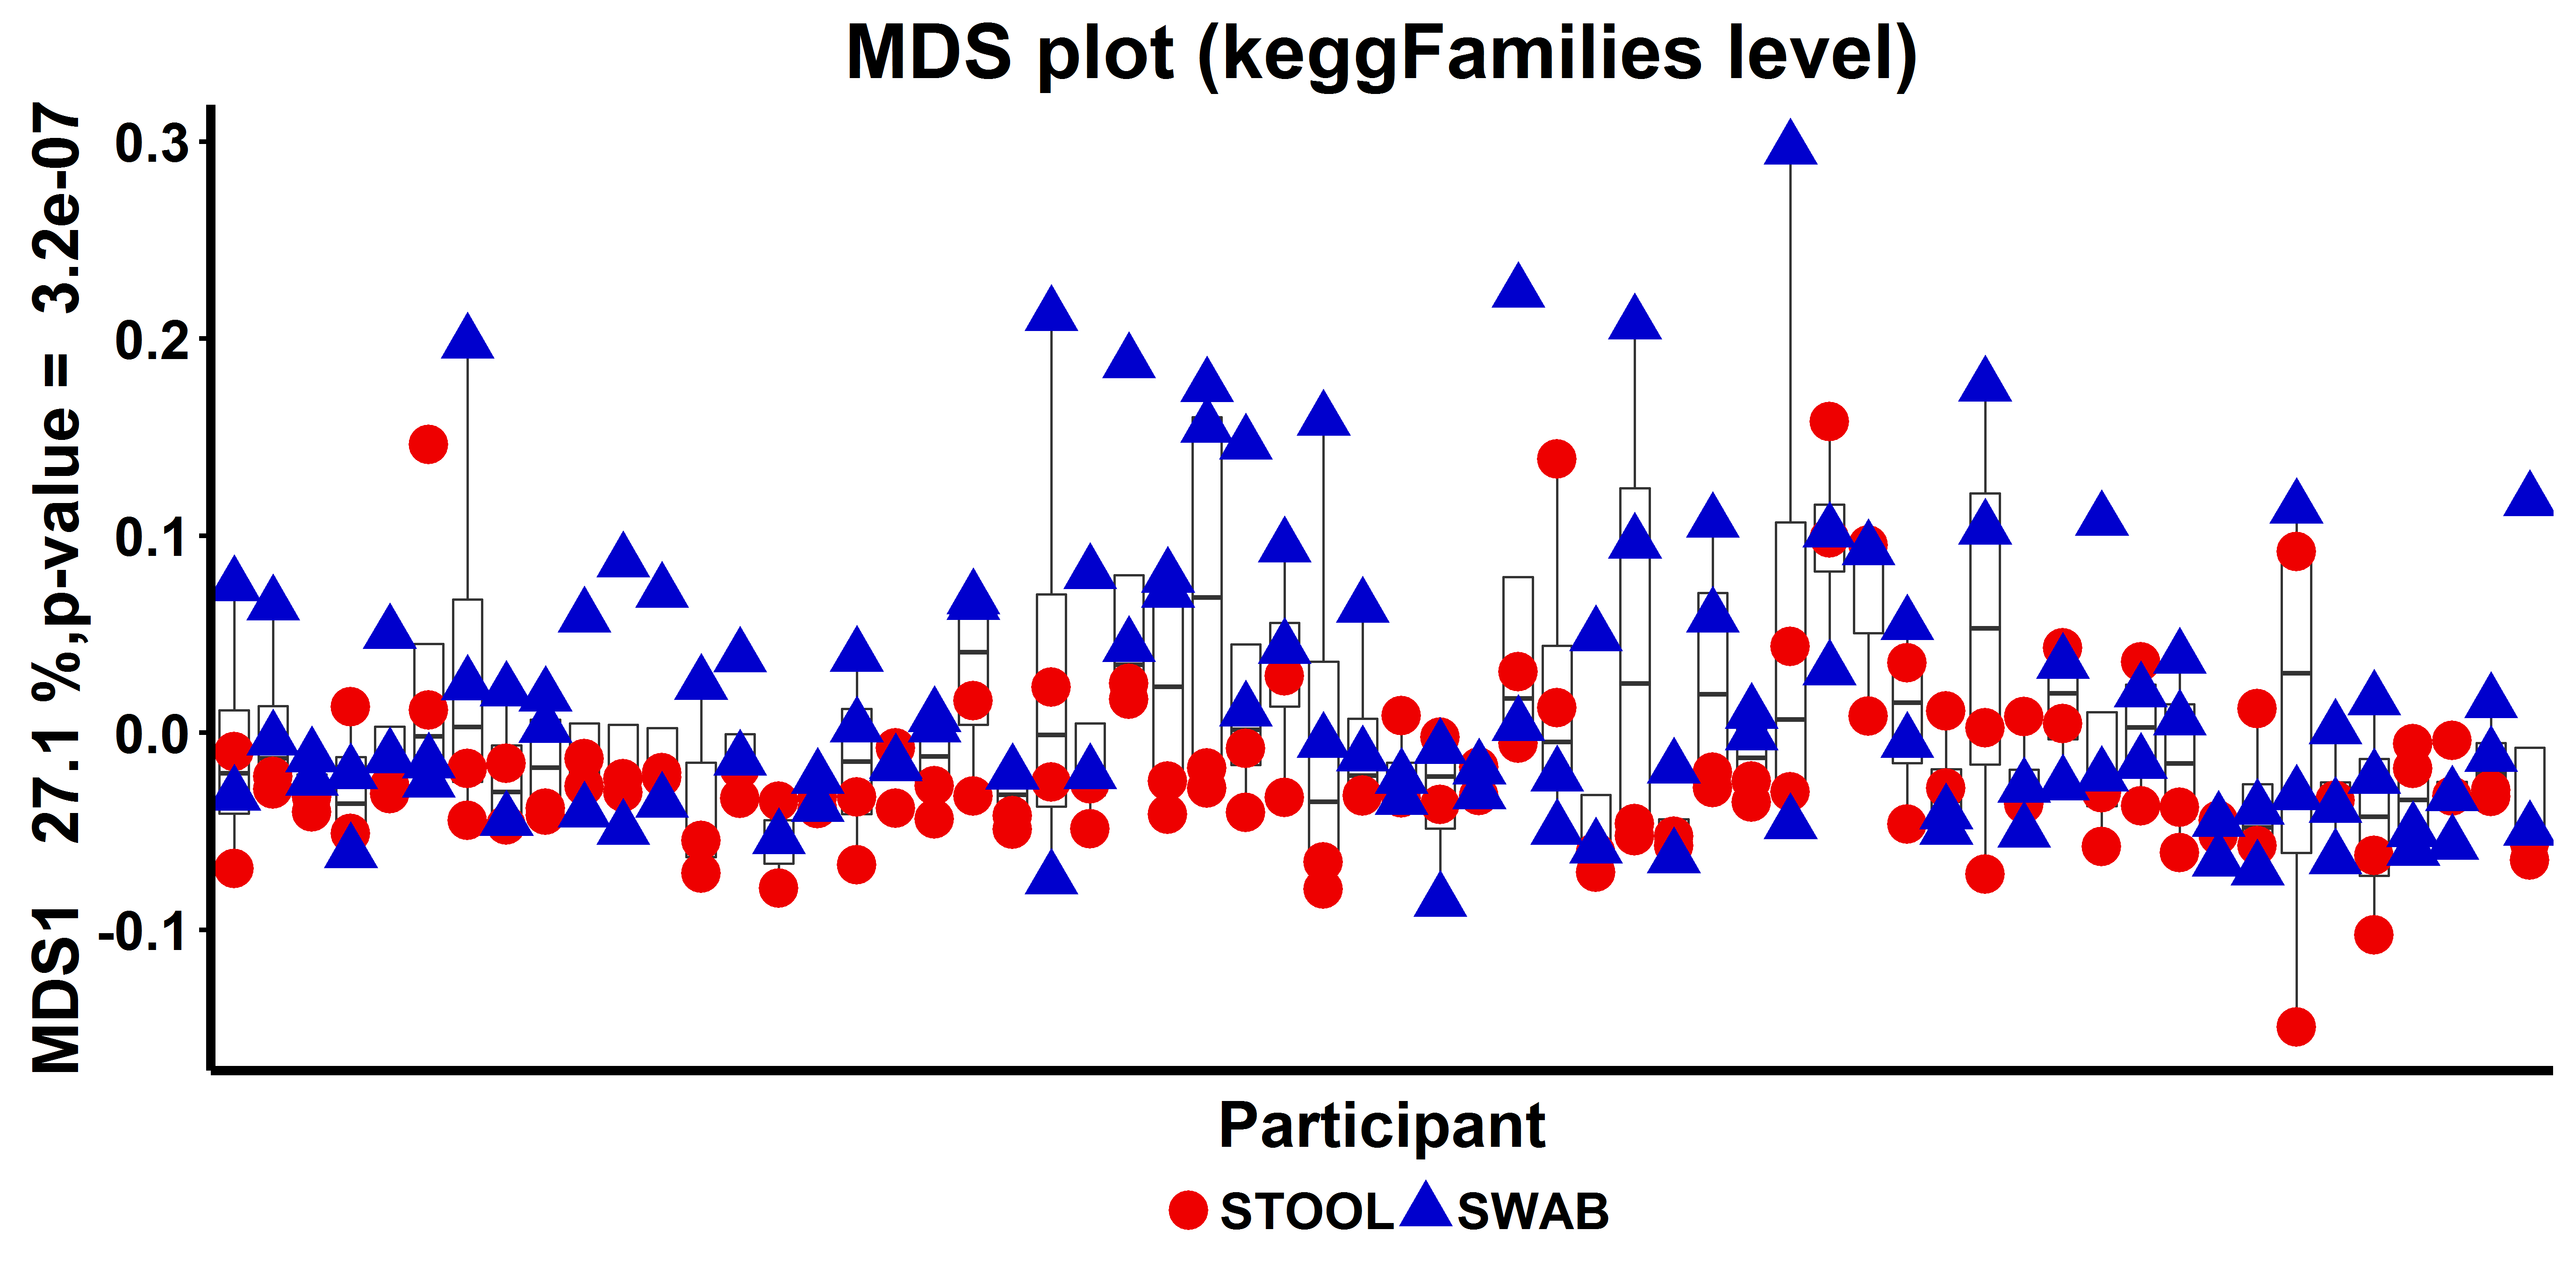 MDS plot (keggFamilies level)
MDS1 27.1 %,p-value = 3.2e-07
0.3
0.2
0.1
0.0
-0.1
Participant
STOOL SWAB